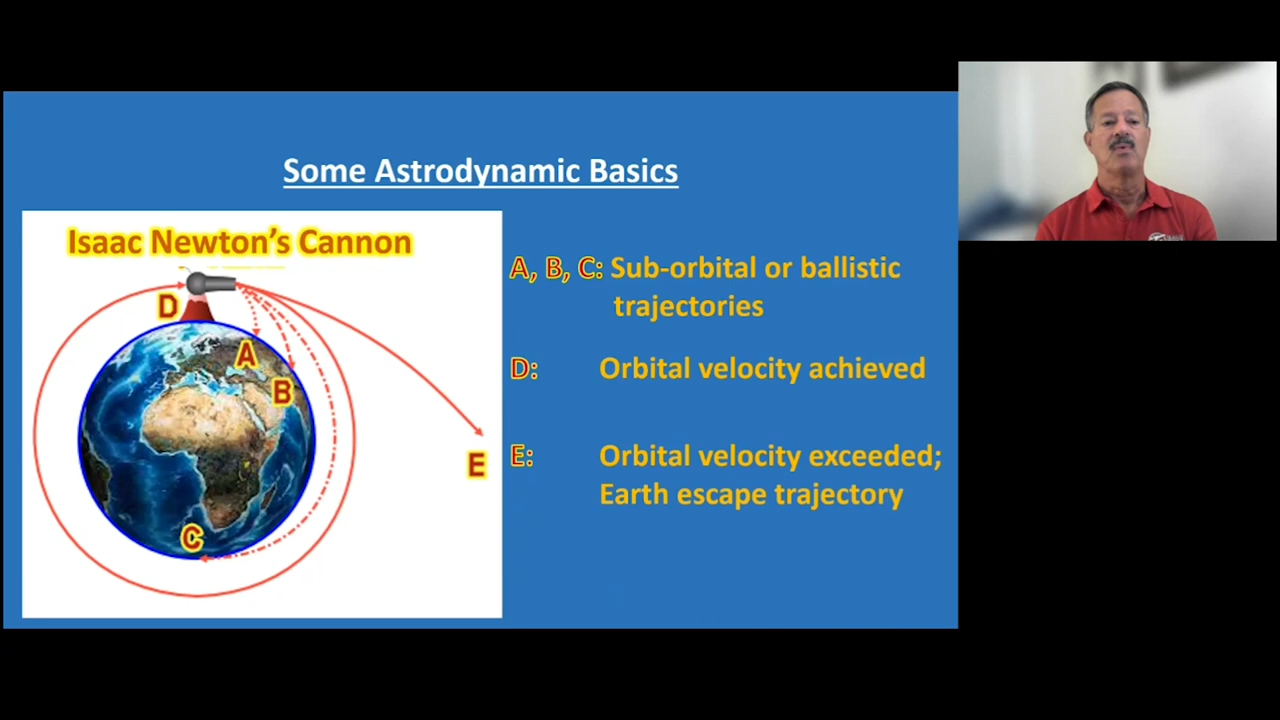 Some Astrodynamic Basics
Isaac Newton's Cannon
D
A
B
E
C
A, B, C: Sub-orbital or ballistic
trajectories
D: Orbital velocity achieved
E: Orbital velocity exceeded;
Earth escape trajectory